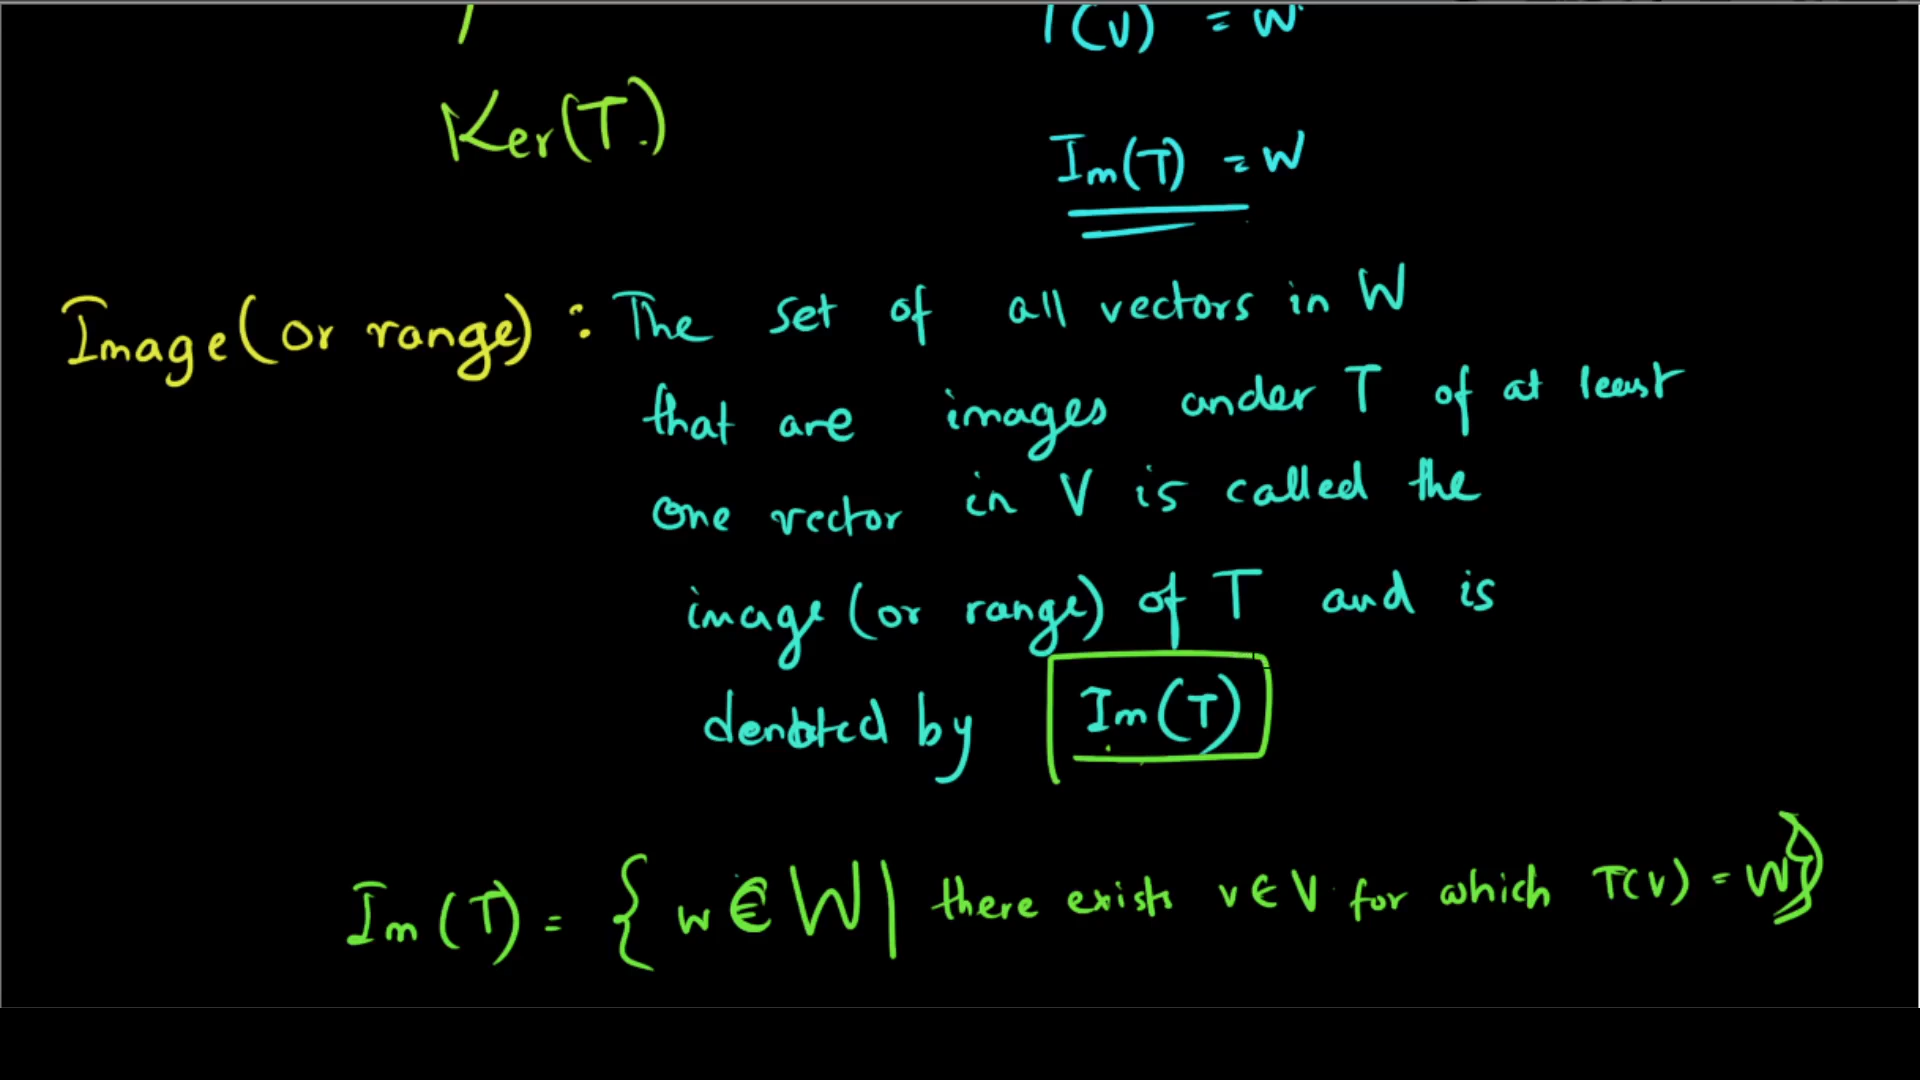 T(v) = w
Ker(T)
Im(T) = W
Image (or range) : The set of all vectors in W
that are images under T of at least
one vector in V is called the
image (or range) of T and is
denoted by Im(T)
Im(T) = { w ∈ W | there exists v ∈ V for which T(v) = w }